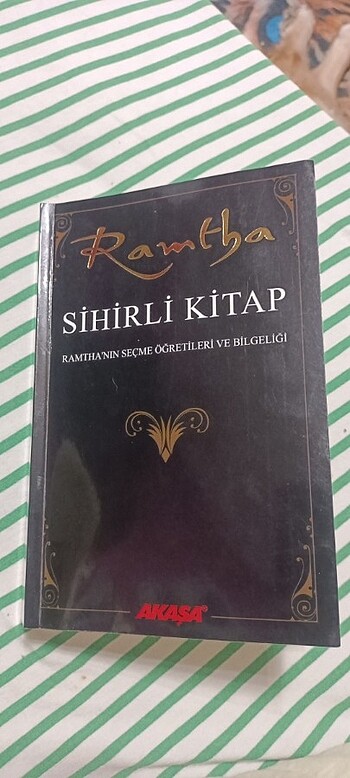 Ramtha
SİHİRLİ KİTAP
RAMTHA'NIN SEÇME ÖĞRETİLERİ VE BİLGELİĞİ
AKAŞA®